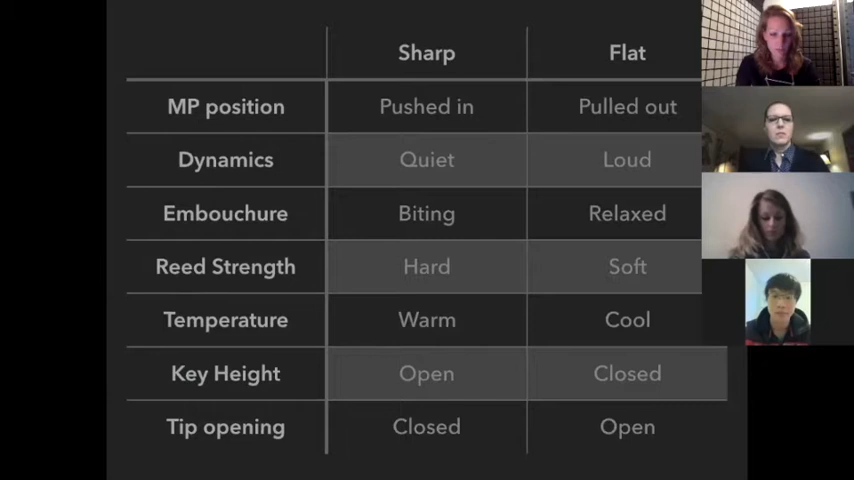 Sharp Flat
MP position Pushed in Pulled out
Dynamics Quiet Loud
Embouchure Biting Relaxed
Reed Strength Hard Soft
Temperature Warm Cool
Key Height Open Closed
Tip opening Closed Open